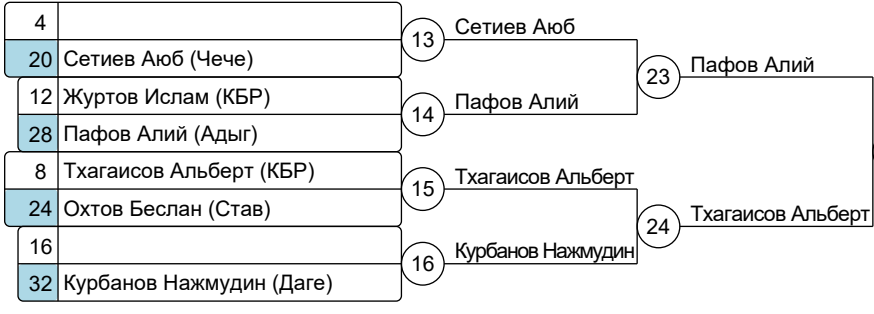 4
20 Сетиев Аюб (Чече)
13 Сетиев Аюб
12 Журтов Ислам (КБР)
28 Пафов Алий (Адыг)
14 Пафов Алий
23 Пафов Алий
8 Тхагаисов Альберт (КБР)
24 Охтов Беслан (Став)
15 Тхагаисов Альберт
16
32 Курбанов Нажмудин (Даге)
16 Курбанов Нажмудин
24 Тхагаисов Альберт